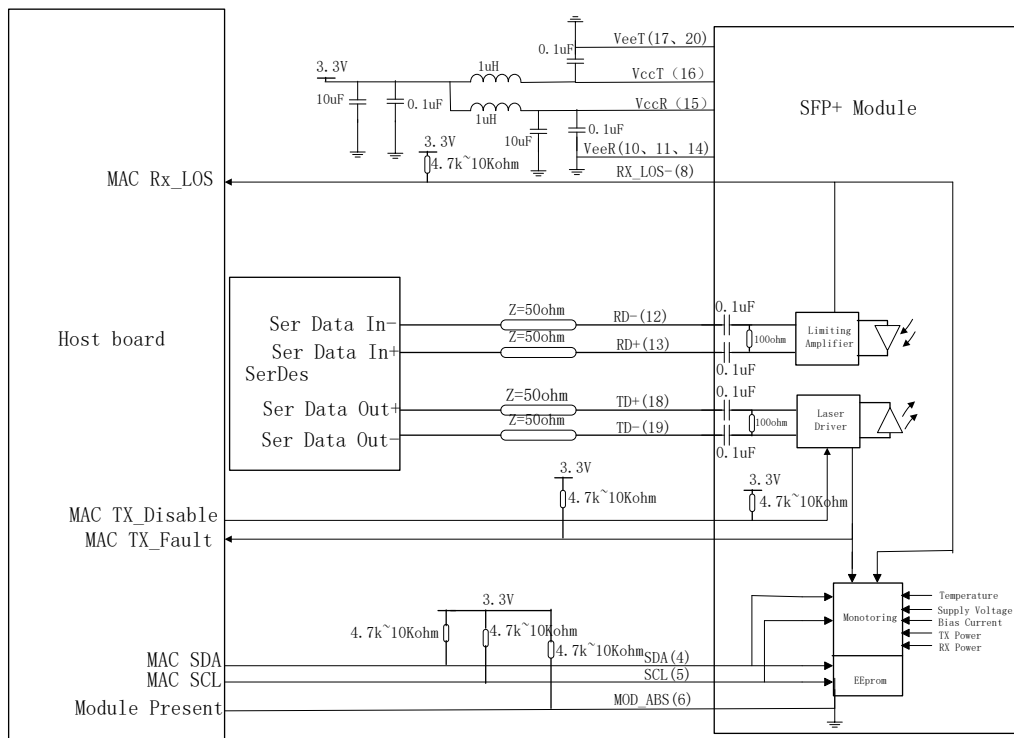 VeeT(17、20)
0.1uF
3.3V
1uH
VccT（16）
10uF
0.1uF
VccR（15）
SFP+ Module
1uH
10uF
0.1uF
3.3V
VeeR(10、11、14)
4.7k~10Kohm
MAC Rx_LOS
RX_LOS-(8)
Host board
Ser Data In-
Z=50ohm
RD-(12)
0.1uF
Limiting
Amplifier
100ohm
Ser Data In+
Z=50ohm
RD+(13)
0.1uF
SerDes
Ser Data Out+
Z=50ohm
TD+(18)
0.1uF
Laser
Driver
100ohm
Ser Data Out-
Z=50ohm
TD-(19)
0.1uF
3.3V
4.7k~10Kohm
3.3V
4.7k~10Kohm
MAC TX_Disable
MAC TX_Fault
Monotoring
Temperature
Supply Voltage
Bias Current
TX Power
RX Power
3.3V
4.7k~10Kohm
4.7k~10Kohm
4.7k~10Kohm
MAC SDA
SDA(4)
MAC SCL
SCL(5)
EEprom
Module Present
MOD_ABS(6)